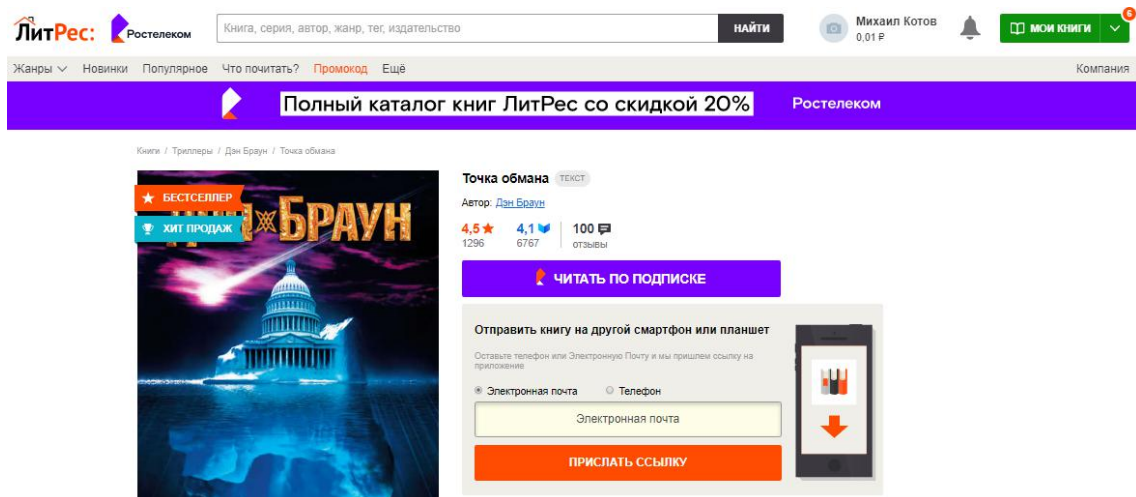 ЛитРес: Ростелеком Книга, серия, автор, жанр, тег, издательство НАЙТИ Михаил Котов 6
0,01 ₽ МОИ КНИГИ
Жанры Новинки Популярное Что почитать? Промокод Ещё Компания
Полный каталог книг ЛитРес со скидкой 20% Ростелеком
Книги / Триллеры / Дэн Браун / Точка обмана
БЕСТСЕЛЛЕР
ХИТ ПРОДАЖ
БРАУН
Точка обмана ТЕКСТ
Автор: Дэн Браун
4,5 4,1 100
1296 6767 отзывы
ЧИТАТЬ ПО ПОДПИСКЕ
Отправить книгу на другой смартфон или планшет
Оставьте телефон или Электронную Почту и мы пришлем ссылку на
приложение
Электронная почта Телефон
Электронная почта
ПРИСЛАТЬ ССЫЛКУ